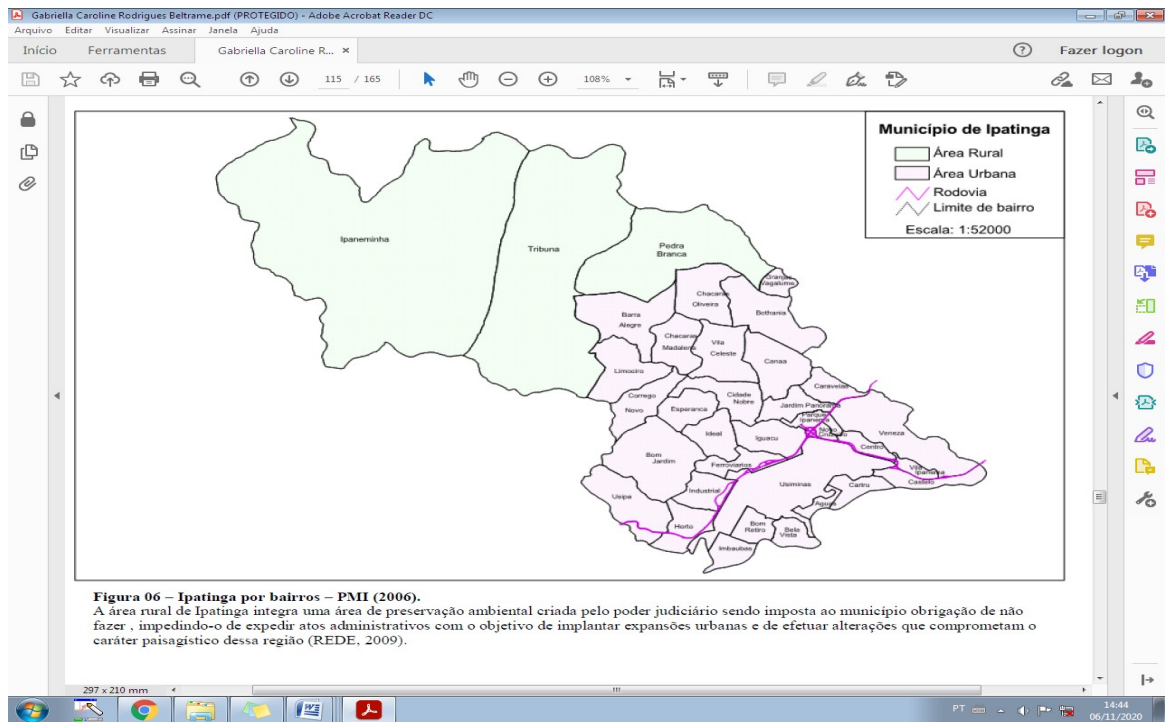 Gabriella Caroline Rodrigues Beltrame.pdf (PROTEGIDO) - Adobe Acrobat Reader DC
Arquivo Editar Visualizar Assinar Janela Ajuda
Início Ferramentas Gabriella Caroline R... × Fazer logon
115 / 165 108%
Município de Ipatinga
Área Rural
Área Urbana
Rodovia
Limite de bairro
Escala: 1:52000
Ipaneminha
Tribuna
Pedra
Branca
Granjas
Vagalume
Chacaras
Oliveira
Bethania
Barra
Alegre
Chacaras
Madalena
Vila
Celeste
Canaa
Limoeiro
Caravelas
Corrego
Novo
Esperanca
Cidade
Nobre
Jardim Panorama
Parque
Ipanema
Novo
Cruzeiro
Veneza
Ideal
Iguacu
Centro
Bom
Jardim
Ferroviarios
Vila
Ipanema
Castelo
Usiminas
Cariru
Industrial
Usipa
Aguas
Horto
Bom
Retiro
Bela
Vista
Imbaubas
Figura 06 – Ipatinga por bairros – PMI (2006).
A área rural de Ipatinga integra uma área de preservação ambiental criada pelo poder judiciário sendo imposta ao município obrigação de não
fazer , impedindo-o de expedir atos administrativos com o objetivo de implantar expansões urbanas e de efetuar alterações que comprometam o
caráter paisagístico dessa região (REDE, 2009).
297 x 210 mm
PT 14:44
06/11/2020